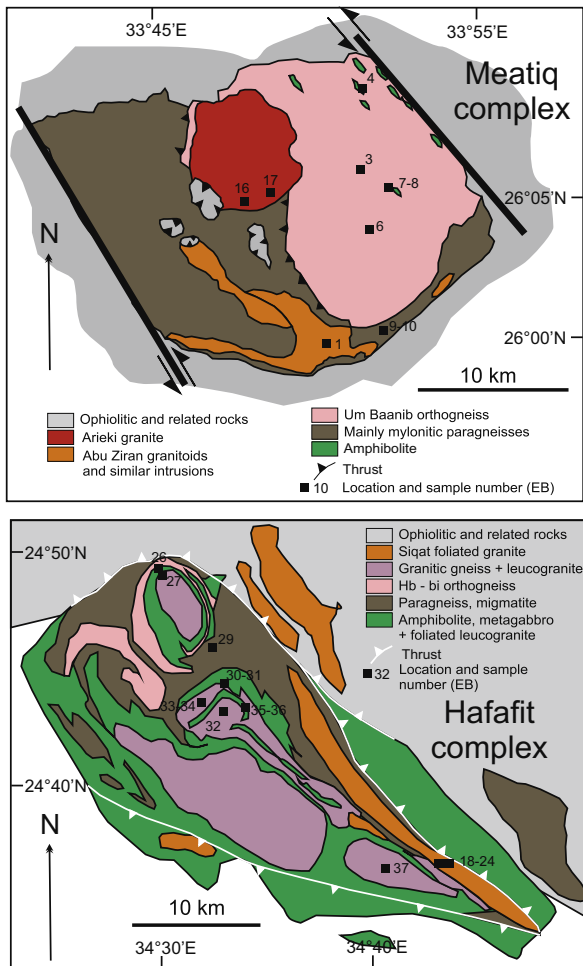 33°45'E
33°55'E
Meatiq
complex
4
3
7-8
17
16
26°05'N
6
N
9-10
1
26°00'N
10 km
Ophiolitic and related rocks
Arieki granite
Abu Ziran granitoids
and similar intrusions
Um Baanib orthogneiss
Mainly mylonitic paragneisses
Amphibolite
Thrust
10 Location and sample number (EB)
24°50'N
26
27
Ophiolitic and related rocks
Siqat foliated granite
Granitic gneiss + leucogranite
Hb - bi orthogneiss
Paragneiss, migmatite
Amphibolite, metagabbro
+ foliated leucogranite
Thrust
32 Location and sample
number (EB)
29
30-31
33-34
35-36
32
Hafafit
complex
24°40'N
N
18-24
37
10 km
34°30'E
34°40'E